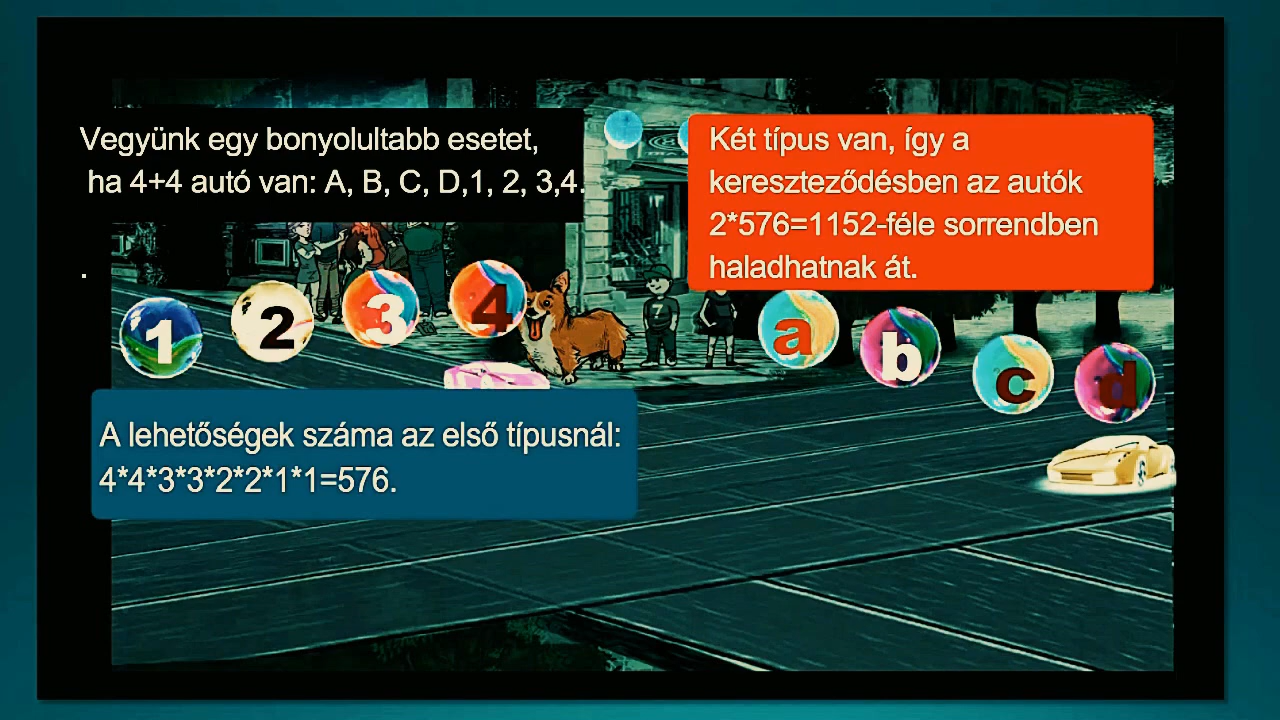 Vegyünk egy bonyolultabb esetet,
ha 4+4 autó van: A, B, C, D,1, 2, 3,4.
.
Két típus van, így a
kereszteződésben az autók
2*576=1152-féle sorrendben
haladhatnak át.
1 2 3 4
a b c d
A lehetőségek száma az első típusnál:
4*4*3*3*2*2*1*1=576.